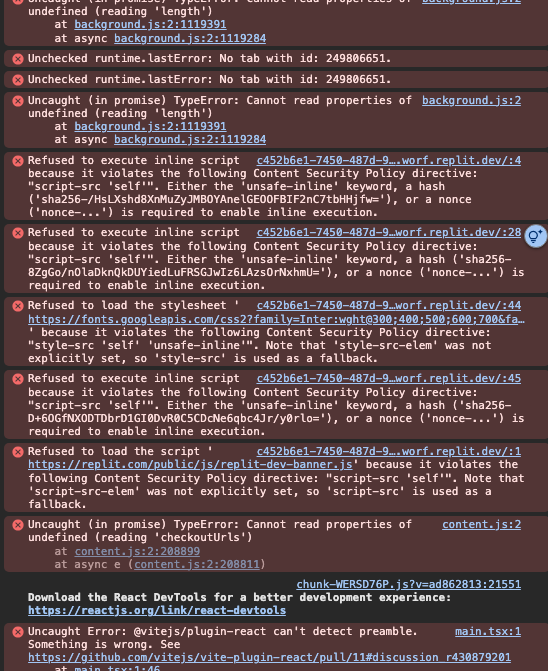 Uncaught (in promise) TypeError: Cannot read properties of background.js:2
undefined (reading 'length')
at background.js:2:1119391
at async background.js:2:1119284
Unchecked runtime.lastError: No tab with id: 249806651.
Unchecked runtime.lastError: No tab with id: 249806651.
Uncaught (in promise) TypeError: Cannot read properties of background.js:2
undefined (reading 'length')
at background.js:2:1119391
at async background.js:2:1119284
Refused to execute inline script c452b6e1-7450-487d-9….worf.replit.dev/:4
because it violates the following Content Security Policy directive:
"script-src 'self'". Either the 'unsafe-inline' keyword, a hash
('sha256-/HsLXshd8XnMuZyJMBOYAnelGEOOFBIF2nC7tbHHjfw='), or a nonce
('nonce-...') is required to enable inline execution.
Refused to execute inline script c452b6e1-7450-487d-9….worf.replit.dev/:28
because it violates the following Content Security Policy directive:
"script-src 'self'". Either the 'unsafe-inline' keyword, a hash ('sha256-
8ZgGo/nOlaDknQkDUYiedLuFRSGJwIz6LAzsOrNxhmU='), or a nonce ('nonce-...') is
required to enable inline execution.
Refused to load the stylesheet ' c452b6e1-7450-487d-9….worf.replit.dev/:44
https://fonts.googleapis.com/css2?family=Inter:wght@300;400;500;600;700&fa…
' because it violates the following Content Security Policy directive:
"style-src 'self' 'unsafe-inline'". Note that 'style-src-elem' was not
explicitly set, so 'style-src' is used as a fallback.
Refused to execute inline script c452b6e1-7450-487d-9….worf.replit.dev/:45
because it violates the following Content Security Policy directive:
"script-src 'self'". Either the 'unsafe-inline' keyword, a hash ('sha256-
D+6OGfNXODTDbrD1GI0DvR0C5CDcNe6qbc4Jr/y0rlo='), or a nonce ('nonce-...') is
required to enable inline execution.
Refused to load the script ' c452b6e1-7450-487d-9….worf.replit.dev/:1
https://replit.com/public/js/replit-dev-banner.js' because it violates the
following Content Security Policy directive: "script-src 'self'". Note that
'script-src-elem' was not explicitly set, so 'script-src' is used as a
fallback.
Uncaught (in promise) TypeError: Cannot read properties of content.js:2
undefined (reading 'checkoutUrls')
at content.js:2:208899
at async e (content.js:2:208811)
chunk-WERSD76P.js?v=ad862813:21551
Download the React DevTools for a better development experience:
https://reactjs.org/link/react-devtools
Uncaught Error: @vitejs/plugin-react can't detect preamble. main.tsx:1
Something is wrong. See
https://github.com/vitejs/vite-plugin-react/pull/11#discussion_r430879201
at main.tsx:1:46